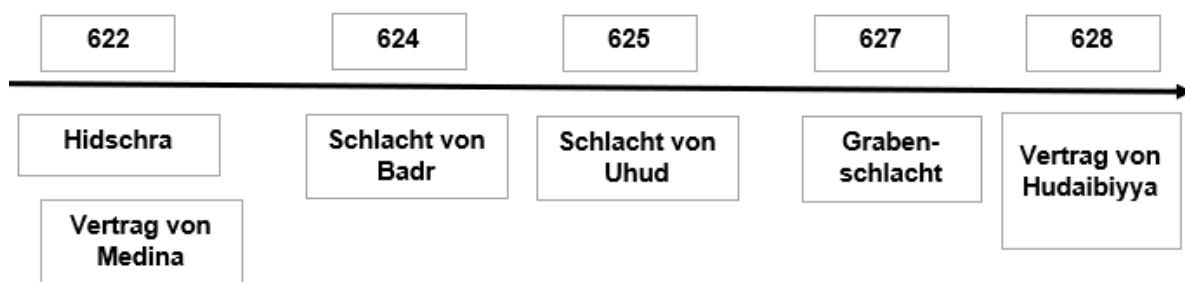 622
624
625
627
628
Hidschra
Schlacht von
Badr
Schlacht von
Uhud
Graben-
schlacht
Vertrag von
Hudaibiyya
Vertrag von
Medina